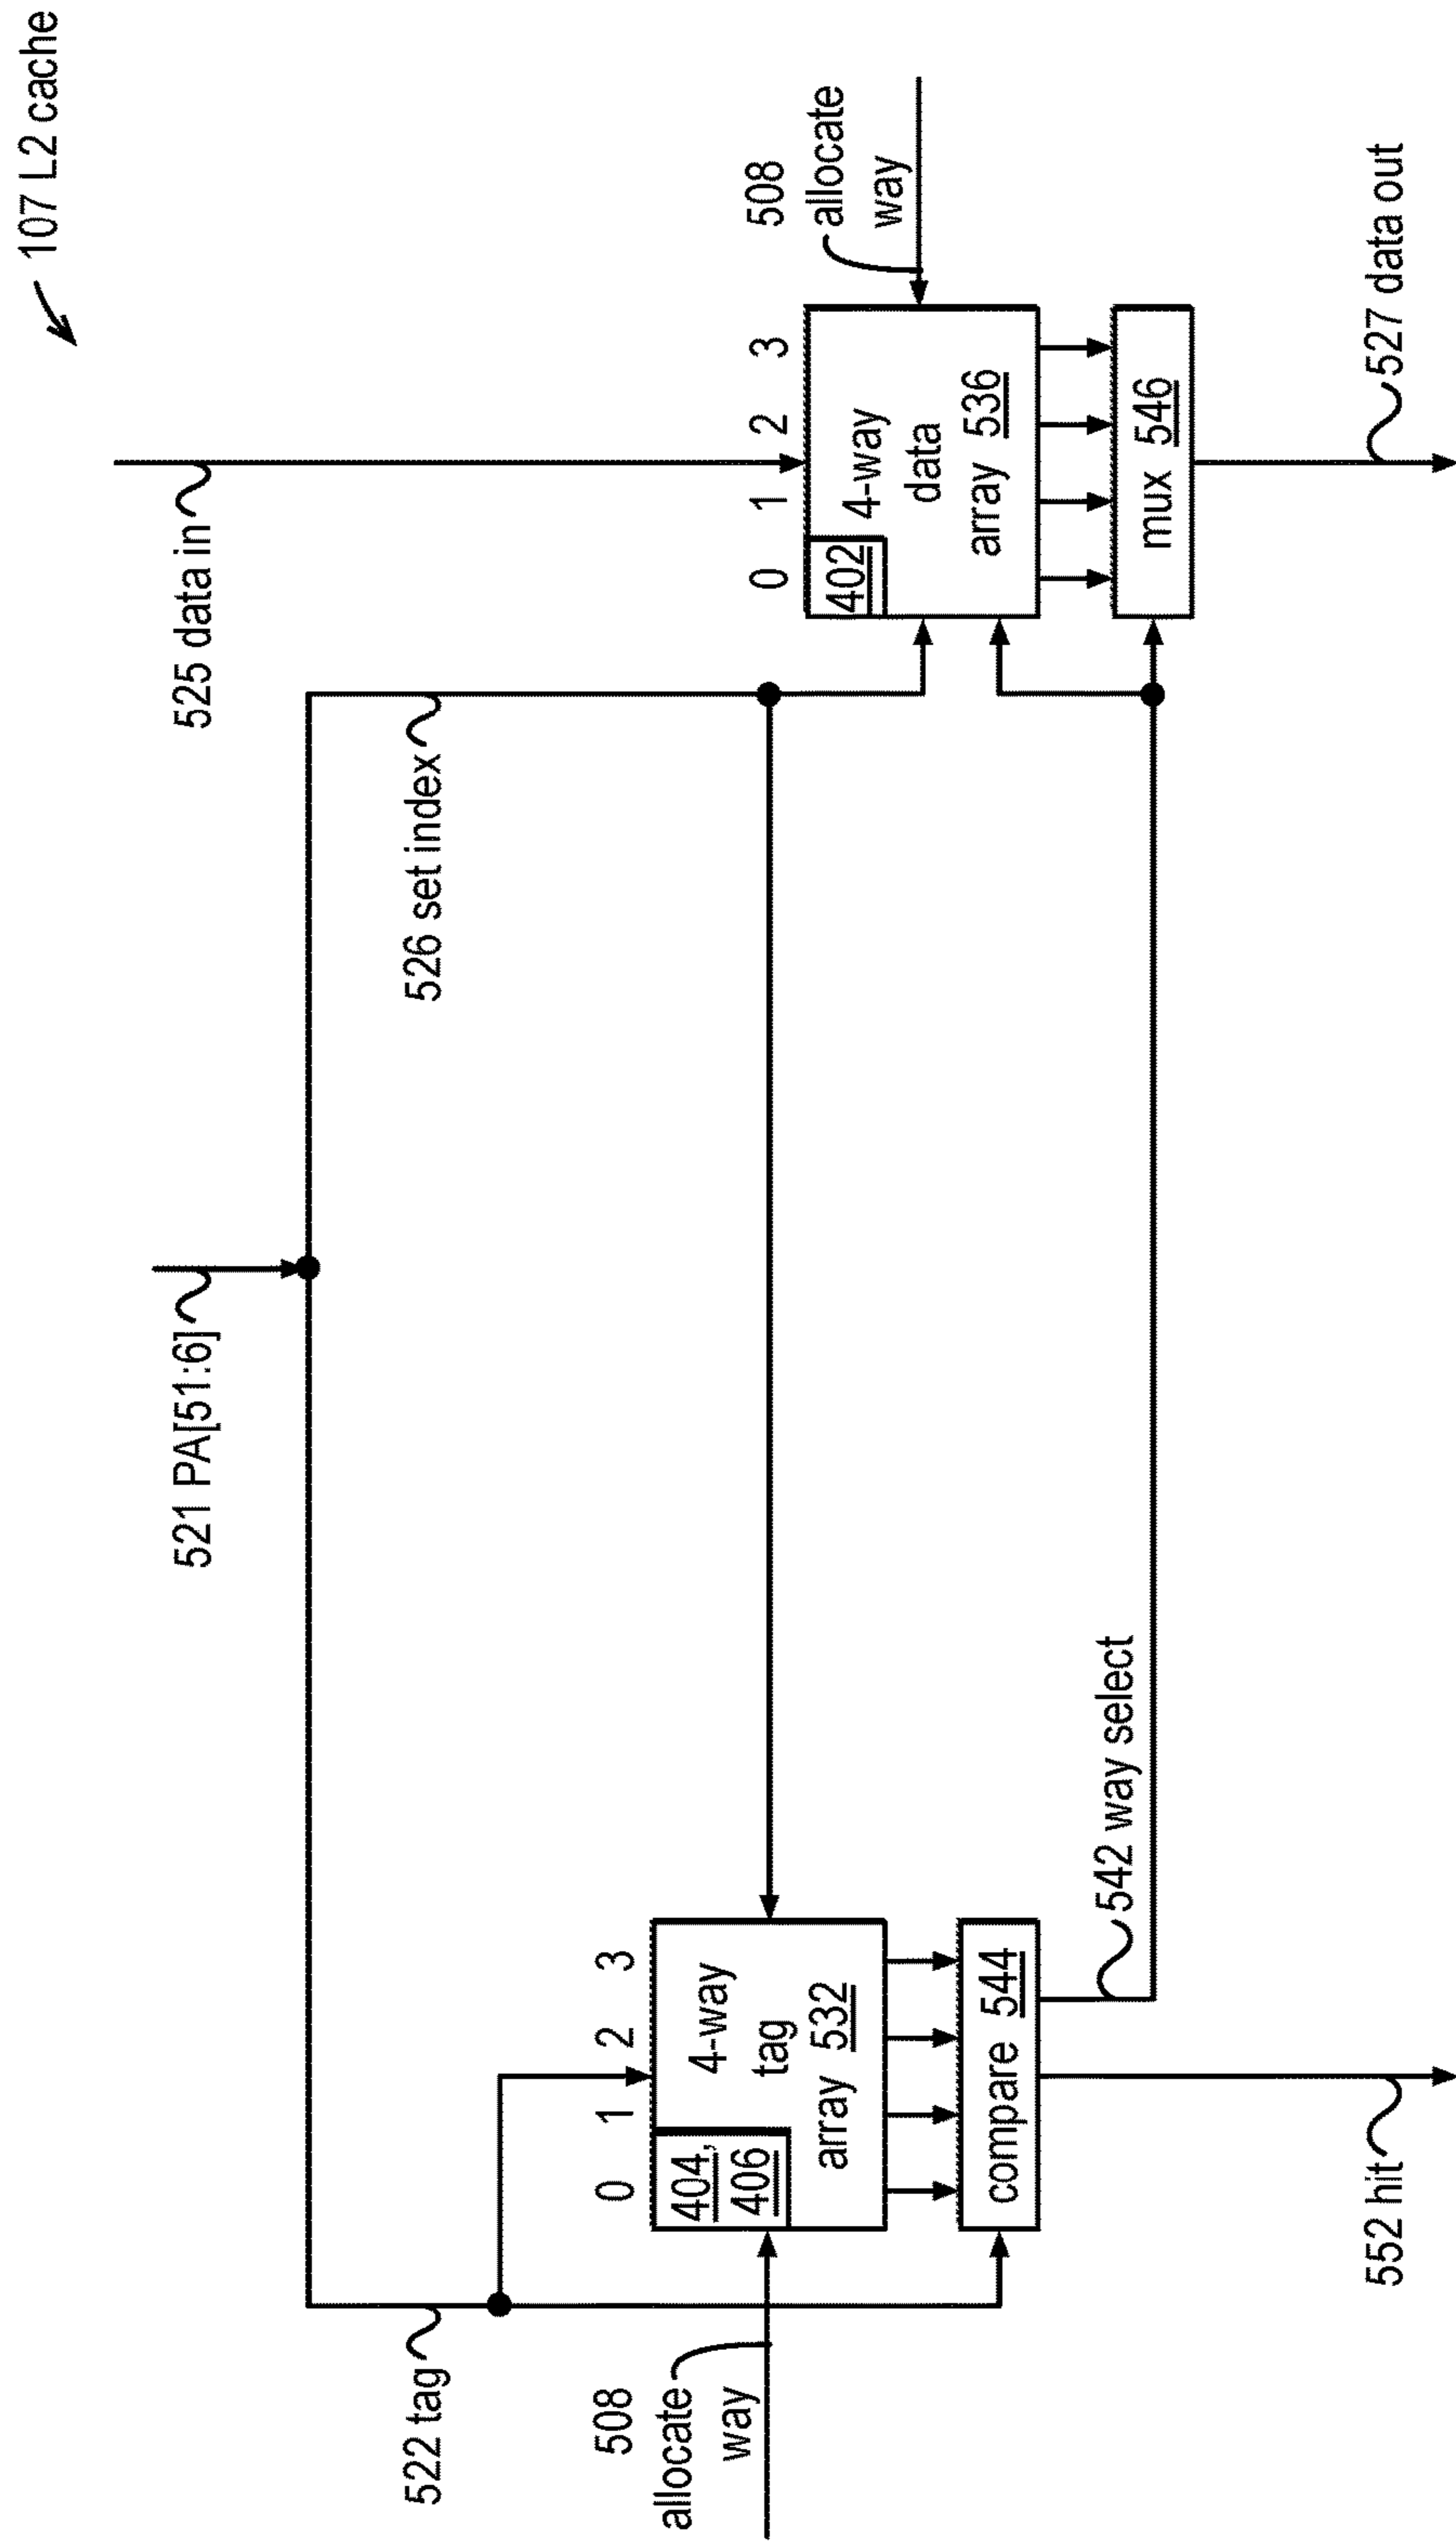 107 L2 cache
521 PA[51:6]
525 data in
522 tag
526 set index
508
allocate
way
0 1 2 3
404,
406
4-way
tag
array 532
compare 544
542 way select
552 hit
508
allocate
way
0 1 2 3
402
4-way
data
array 536
mux 546
527 data out